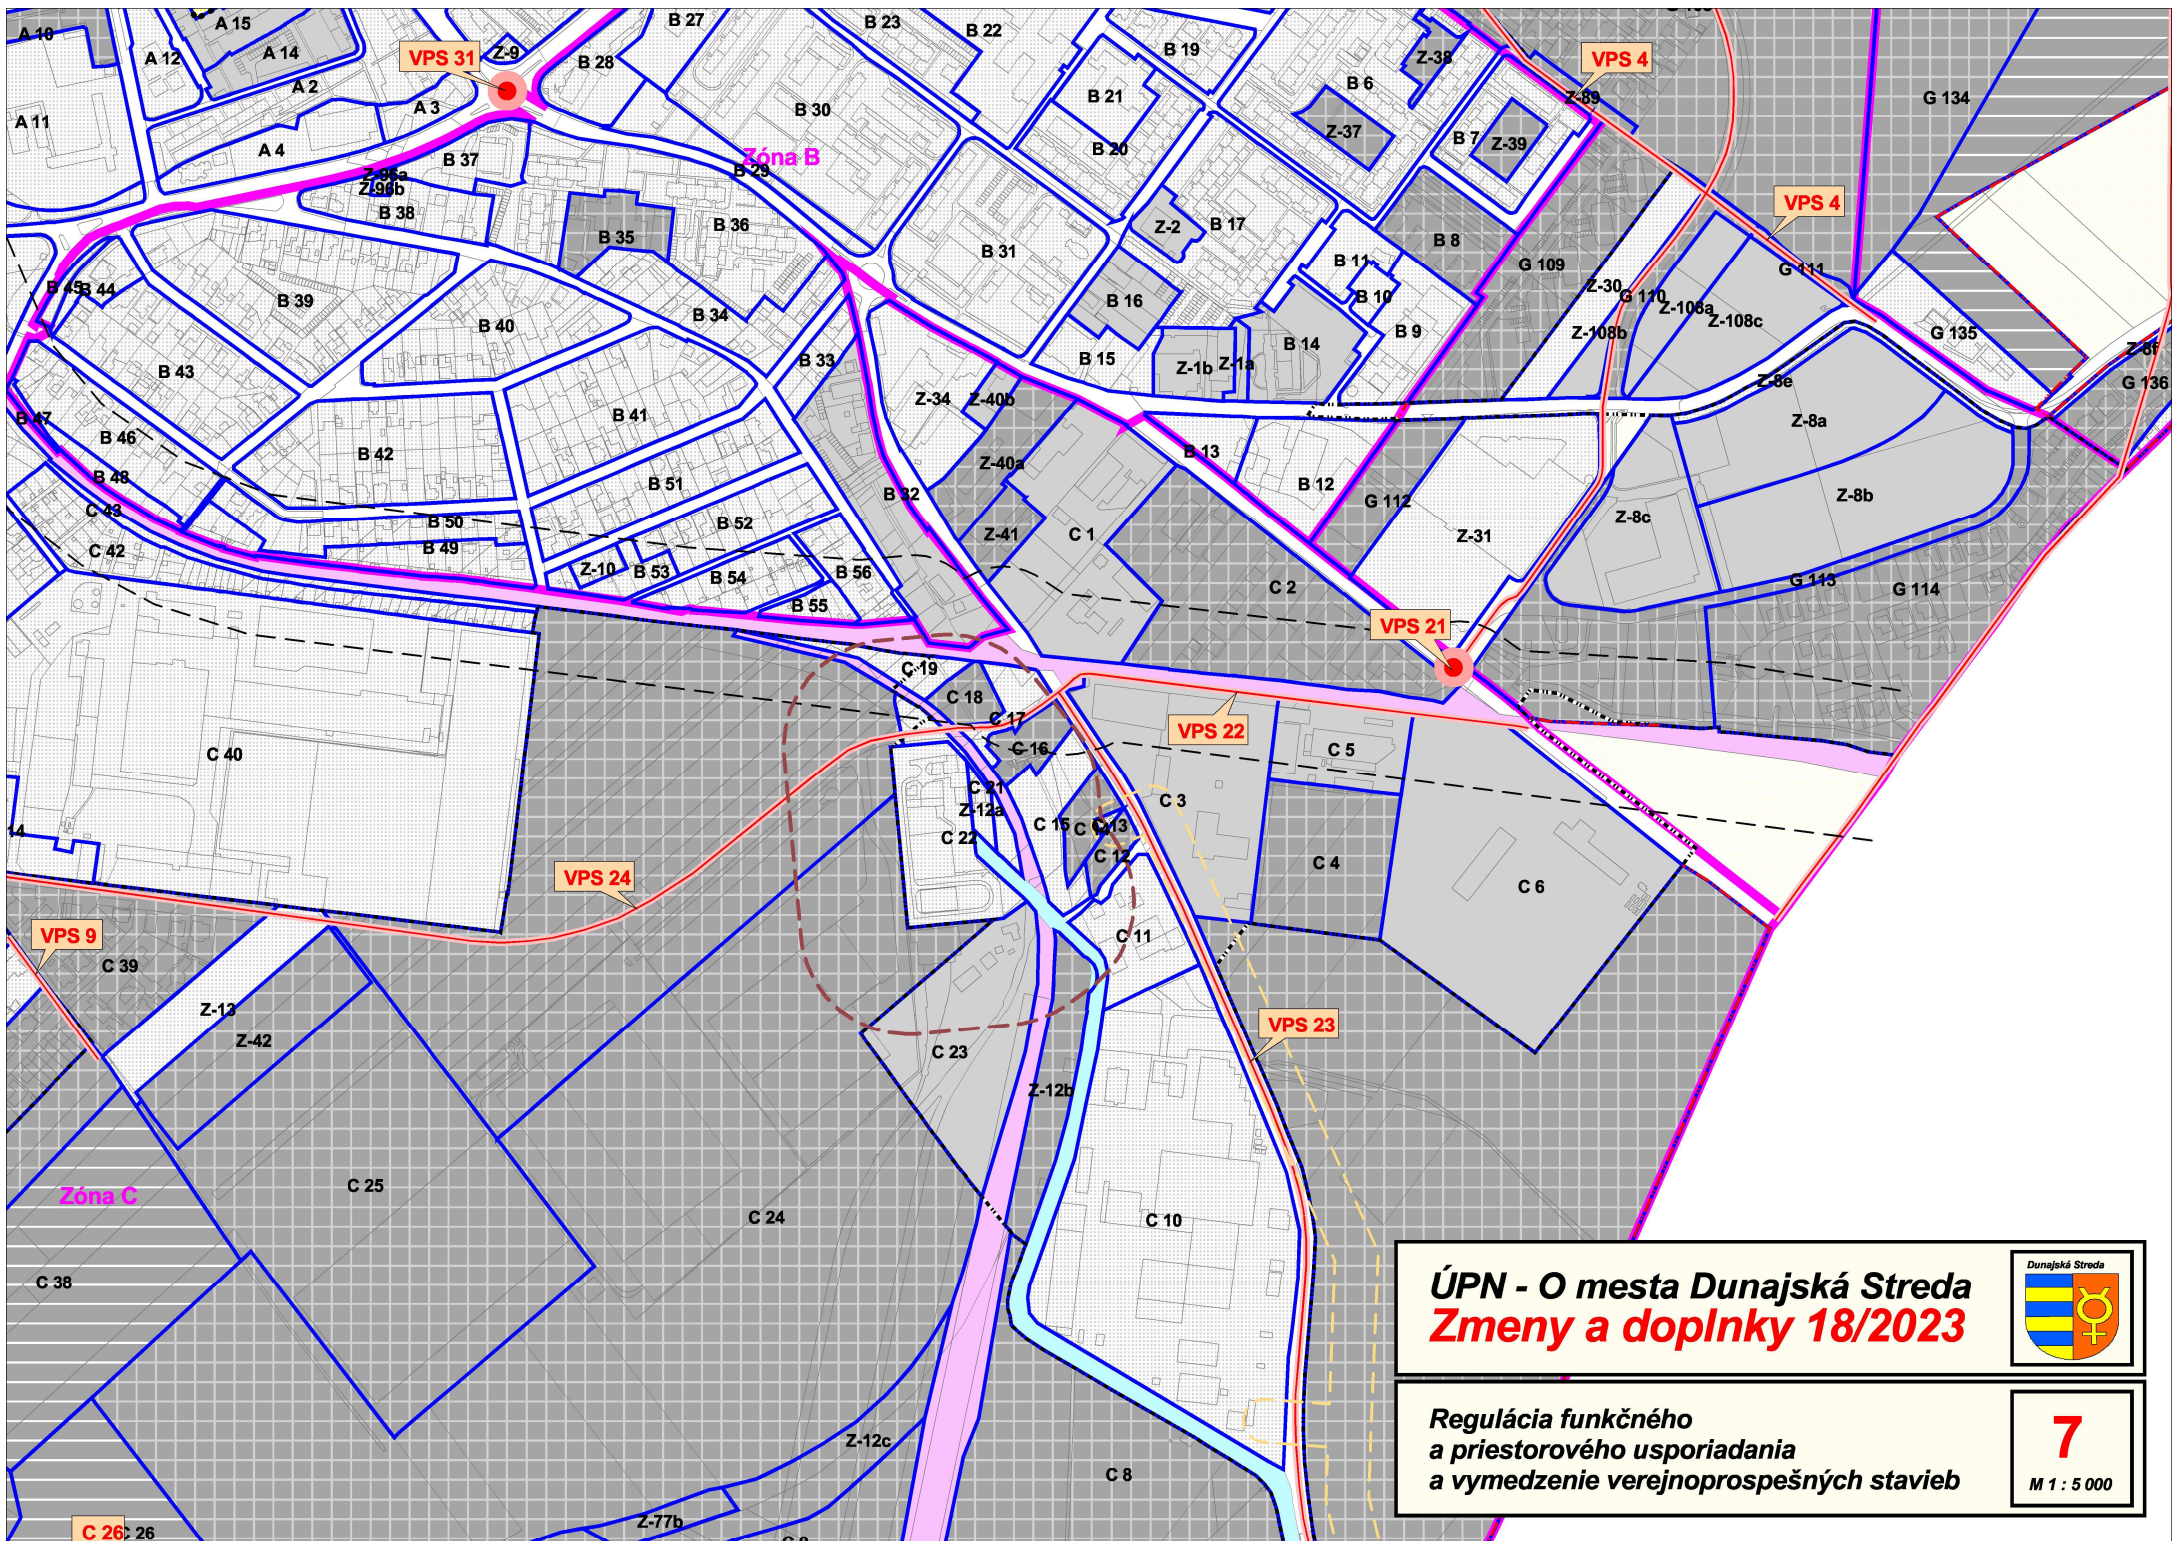 A 10
A 15
A 14
A 12
A 2
A 3
A 11
A 4
VPS 31
Z-9
B 28
B 27
B 23
B 22
B 19
B 30
B 21
B 20
Zóna B
B 29
B 6
Z-38
Z-37
B 7
Z-39
VPS 4
Z-89
G 134
VPS 4
G 111
B 37
Z-96a
Z-96b
B 38
B 35
B 36
B 31
Z-2
B 17
B 8
G 109
B 11
B 10
B 9
Z-30
G 110
Z-108a
Z-108c
Z-108b
G 135
Z-8f
G 136
B 45
B 44
B 39
B 40
B 34
B 16
B 15
Z-1b
Z-1a
B 14
B 33
B 43
B 41
Z-34
Z-40b
Z-8e
Z-8a
B 47
B 46
B 42
B 48
B 51
B 32
Z-40a
B 13
B 12
G 112
Z-8b
Z-8c
Z-31
C 43
C 42
B 50
B 49
B 52
Z-41
C 1
Z-10
B 53
B 54
B 56
B 55
C 2
G 113
G 114
VPS 21
C 19
C 18
C 17
C 16
VPS 22
C 5
C 40
C 21
Z-12a
C 22
C 15
C 13
C 12
C 3
C 4
C 6
14
VPS 24
VPS 9
C 39
Z-13
Z-42
C 11
C 23
VPS 23
Z-12b
C 25
C 24
C 10
Zóna C
C 38
Z-12c
C 8
Z-77b
C 26
C 26
ÚPN - O mesta Dunajská Streda
Zmeny a doplnky 18/2023
Dunajská Streda
Regulácia funkčného
a priestorového usporiadania
a vymedzenie verejnoprospešných stavieb
7
M 1 : 5 000